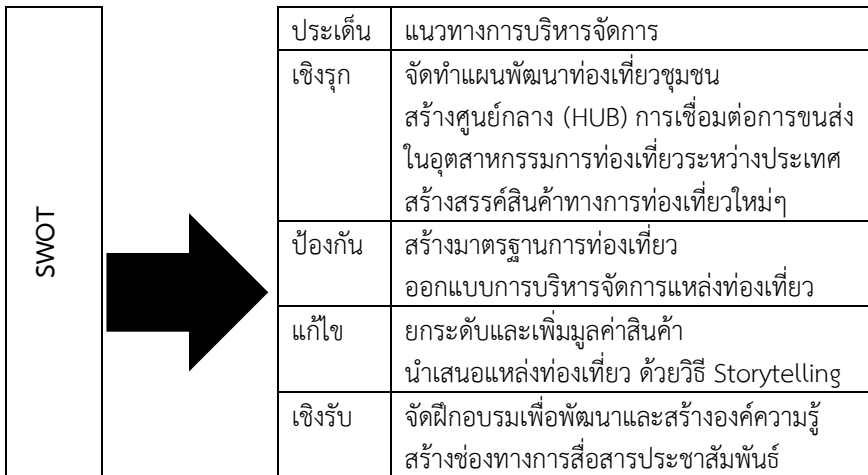 SWOT
ประเด็น แนวทางการบริหารจัดการ
เชิงรุก จัดทำแผนพัฒนาท่องเที่ยวชุมชน
สร้างศูนย์กลาง (HUB) การเชื่อมต่อการขนส่ง
ในอุตสาหกรรมการท่องเที่ยวระหว่างประเทศ
สร้างสรรค์สินค้าทางการท่องเที่ยวใหม่ๆ
ป้องกัน สร้างมาตรฐานการท่องเที่ยว
ออกแบบการบริหารจัดการแหล่งท่องเที่ยว
แก้ไข ยกระดับและเพิ่มมูลค่าสินค้า
นำเสนอแหล่งท่องเที่ยว ด้วยวิธี Storytelling
เชิงรับ จัดฝึกอบรมเพื่อพัฒนาและสร้างองค์ความรู้
สร้างช่องทางการสื่อสารประชาสัมพันธ์